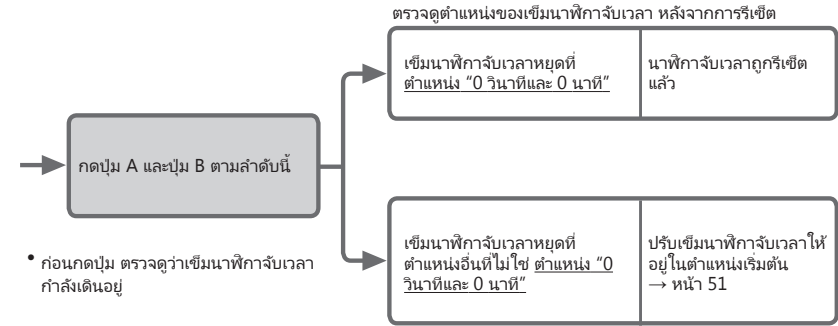 ตรวจดูตำแหน่งของเข็มนาฬิกาจับเวลา หลังจากการรีเซ็ต
เข็มนาฬิกาจับเวลาหยุดที่
ตำแหน่ง “0 วินาทีและ 0 นาที”
นาฬิกาจับเวลาถูกรีเซ็ต
แล้ว
กดปุ่ม A และปุ่ม B ตามลำดับนี้
• ก่อนกดปุ่ม ตรวจดูว่าเข็มนาฬิกาจับเวลา
กำลังเดินอยู่
เข็มนาฬิกาจับเวลาหยุดที่
ตำแหน่งอื่นที่ไม่ใช่ ตำแหน่ง “0
วินาทีและ 0 นาที”
ปรับเข็มนาฬิกาจับเวลาให้
อยู่ในตำแหน่งเริ่มต้น
→ หน้า 51